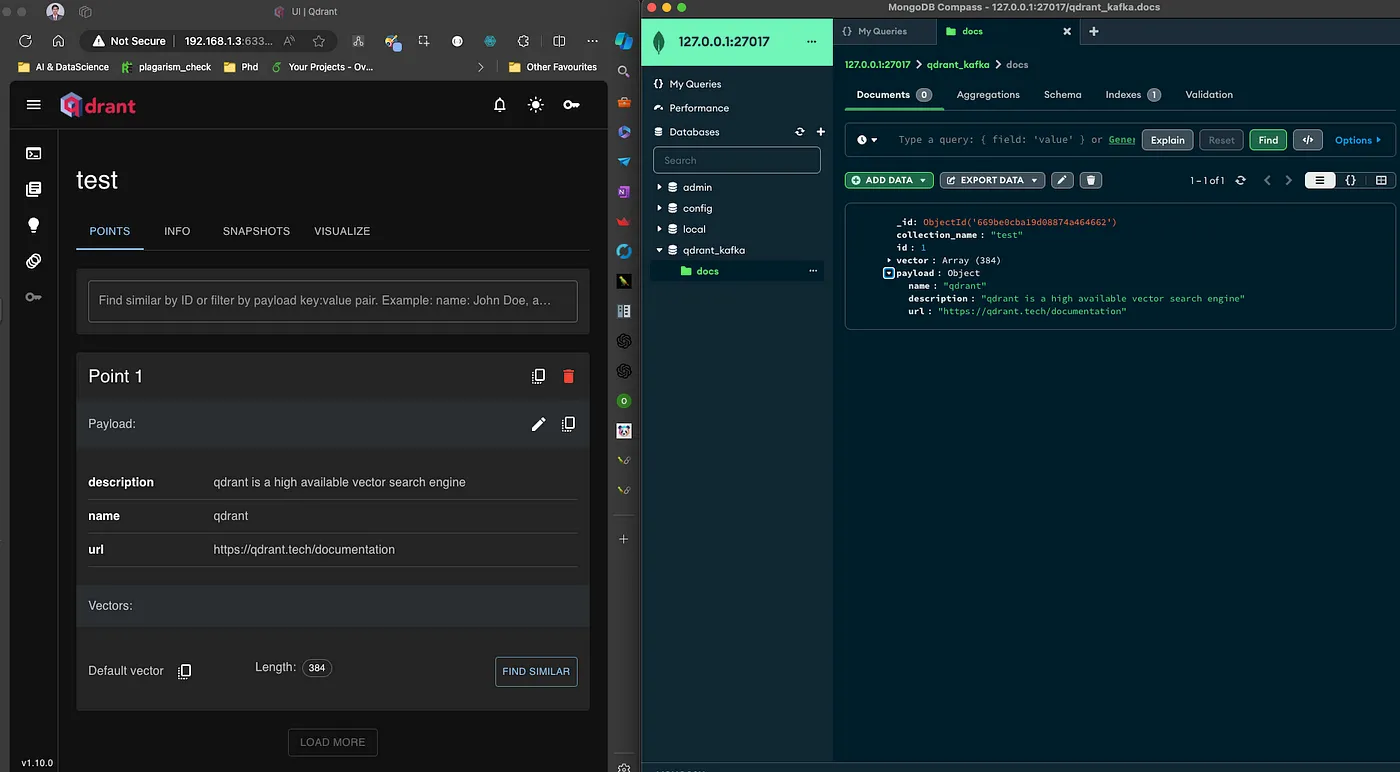 UI | Qdrant
Not Secure
192.168.1.3:633...
AI & DataScience
plagarism_check
Phd
Your Projects - Ov...
Other Favourites
qdrant
test
POINTS
INFO
SNAPSHOTS
VISUALIZE
Find similar by ID or filter by payload key:value pair. Example: name: John Doe, a...
Point 1
Payload:
description qdrant is a high available vector search engine
name qdrant
url https://qdrant.tech/documentation
Vectors:
Default vector
Length: 384
FIND SIMILAR
LOAD MORE
v1.10.0
MongoDB Compass - 127.0.0.1:27017/qdrant_kafka.docs
127.0.0.1:27017
...
My Queries
Performance
Databases
Search
admin
config
local
qdrant_kafka
docs
...
{} My Queries
docs
127.0.0.1:27017 > qdrant_kafka > docs
Documents 0
Aggregations
Schema
Indexes 1
Validation
Type a query: { field: 'value' } or Gener
Explain
Reset
Find
</>
Options
ADD DATA
EXPORT DATA
1 – 1 of 1
{}
_id: ObjectId('669be0cba19d08874a464662')
collection_name : "test"
id : 1
vector : Array (384)
payload : Object
name : "qdrant"
description : "qdrant is a high available vector search engine"
url : "https://qdrant.tech/documentation"